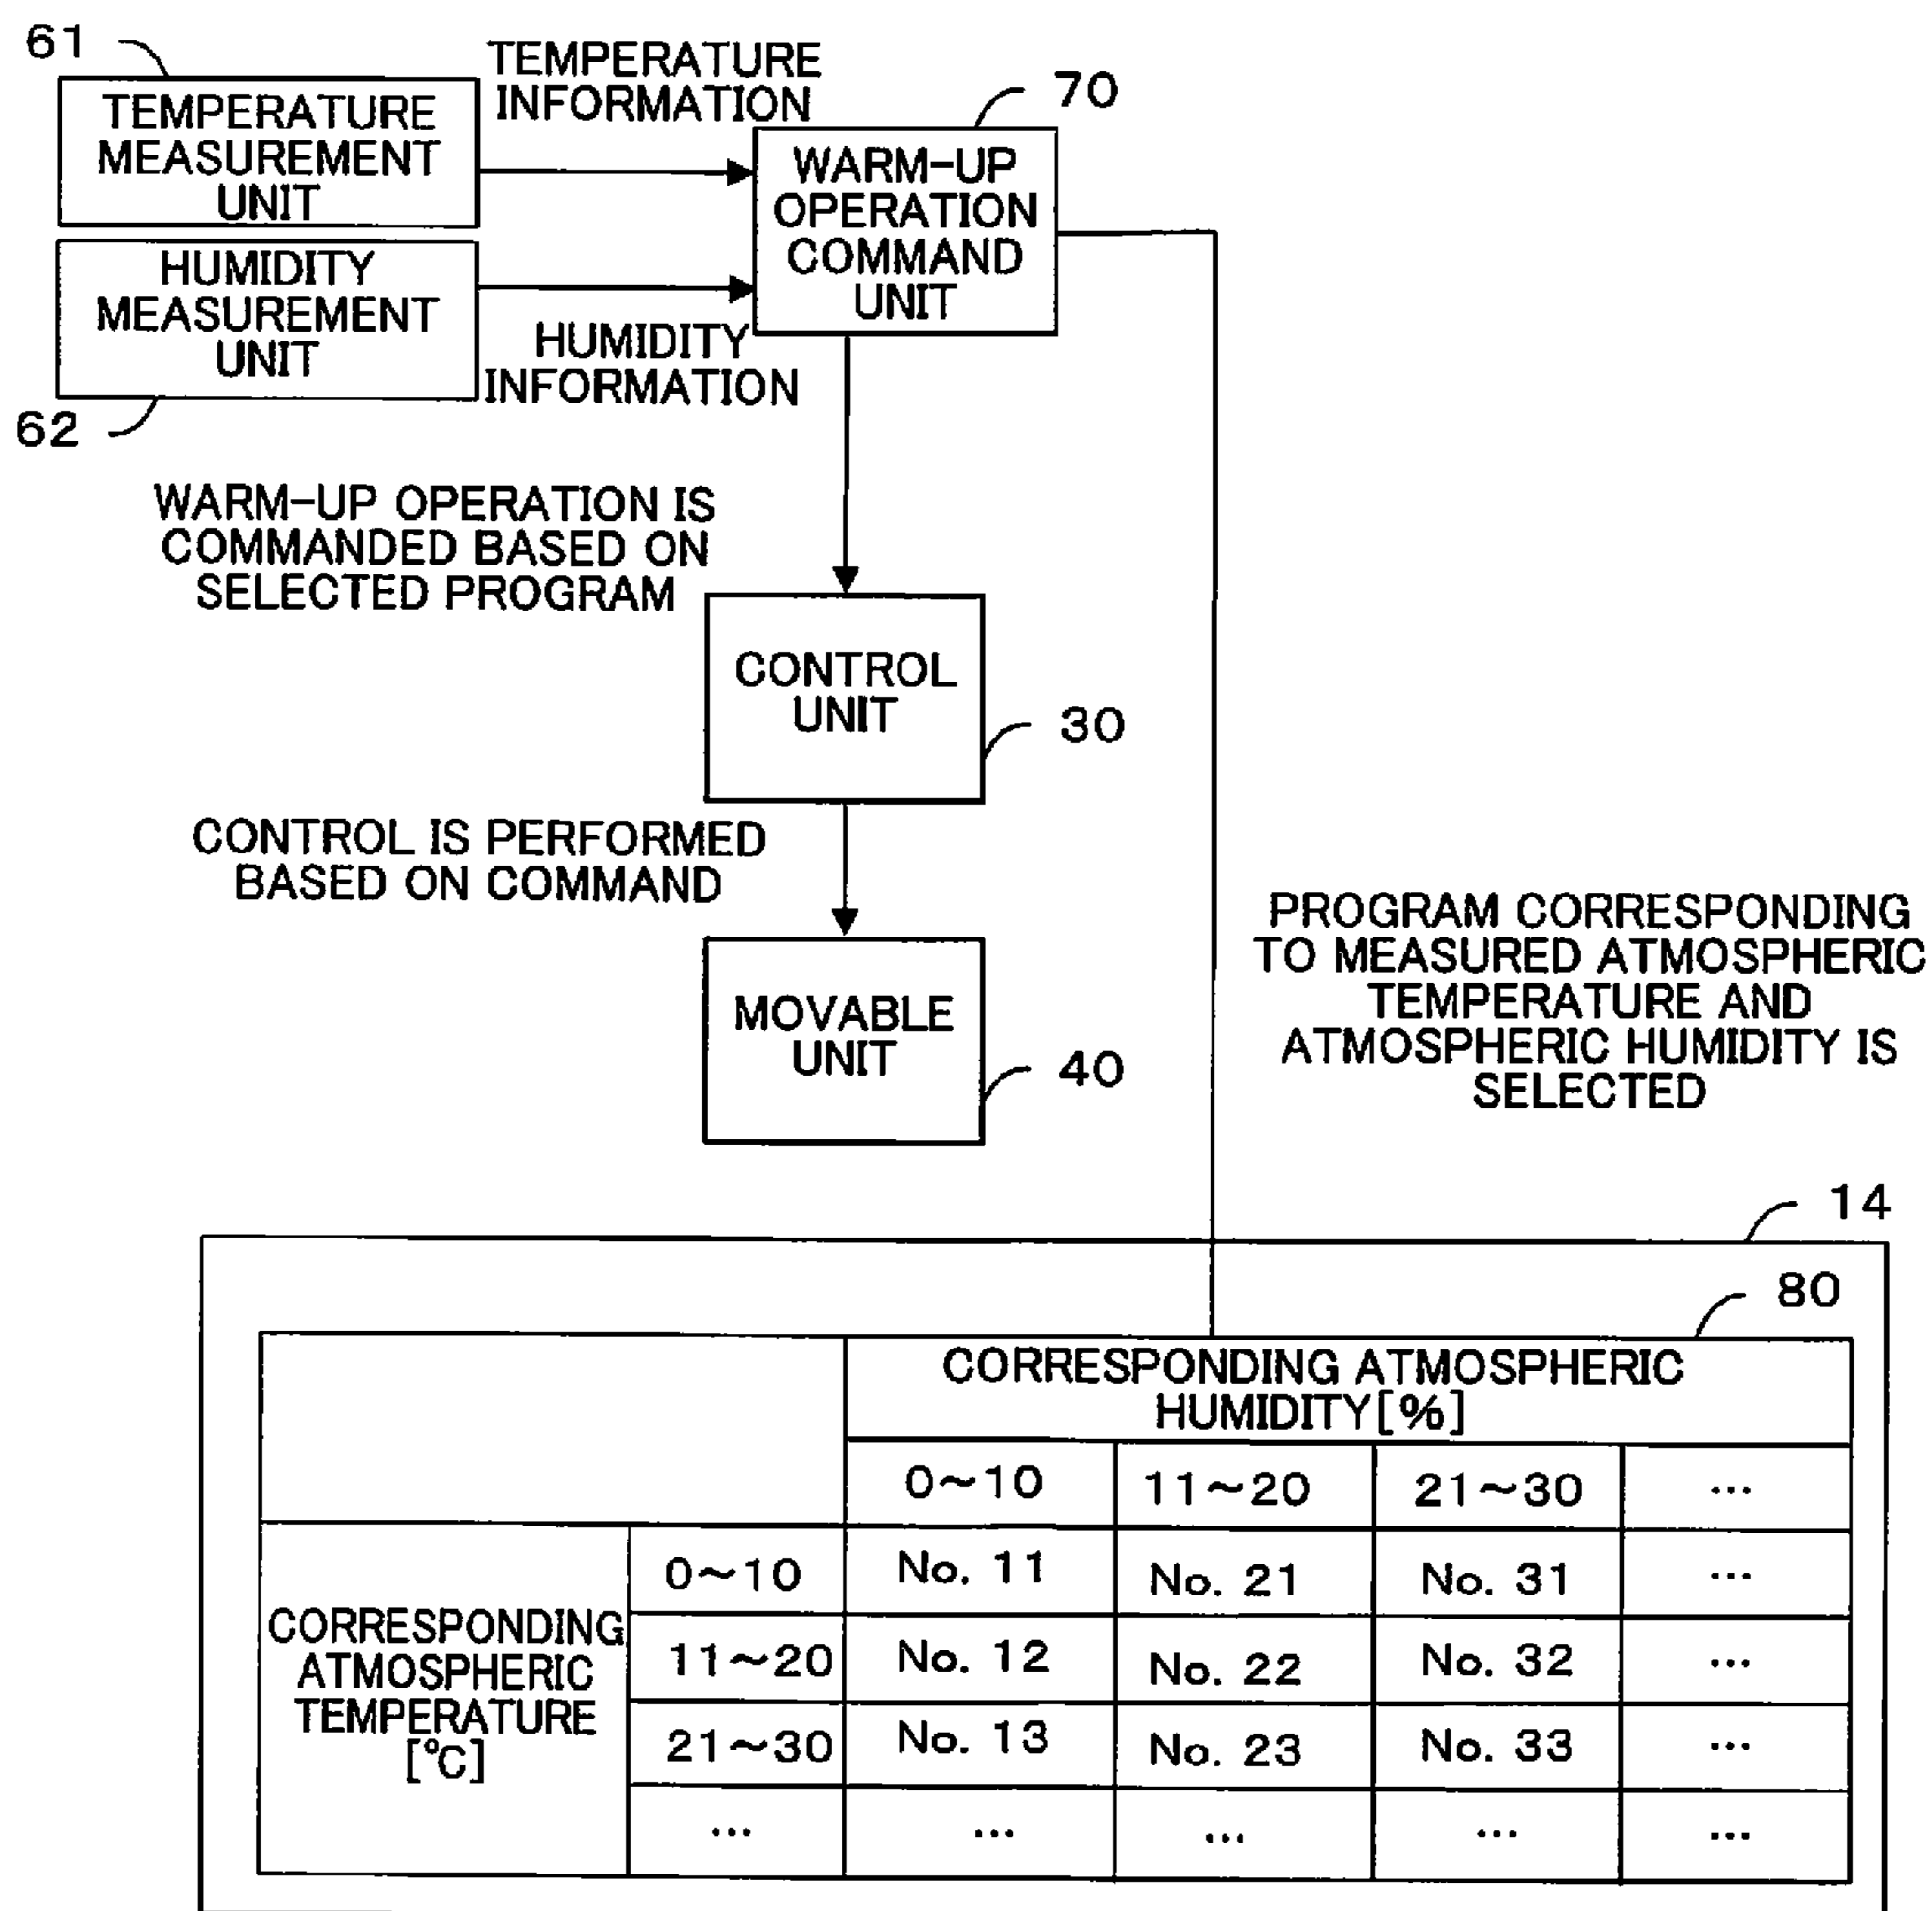 61
TEMPERATURE
MEASUREMENT
UNIT
TEMPERATURE
INFORMATION
70
WARM-UP
OPERATION
COMMAND
UNIT
HUMIDITY
MEASUREMENT
UNIT
62
HUMIDITY
INFORMATION
WARM-UP OPERATION IS
COMMANDED BASED ON
SELECTED PROGRAM
CONTROL
UNIT
30
CONTROL IS PERFORMED
BASED ON COMMAND
MOVABLE
UNIT
40
PROGRAM CORRESPONDING
TO MEASURED ATMOSPHERIC
TEMPERATURE AND
ATMOSPHERIC HUMIDITY IS
SELECTED
14
80
CORRESPONDING ATMOSPHERIC
HUMIDITY[%]
0~10 11~20 21~30 ...
CORRESPONDING
ATMOSPHERIC
TEMPERATURE
[°C]
0~10 No. 11 No. 21 No. 31 ...
11~20 No. 12 No. 22 No. 32 ...
21~30 No. 13 No. 23 No. 33 ...
... ... ... ... ...